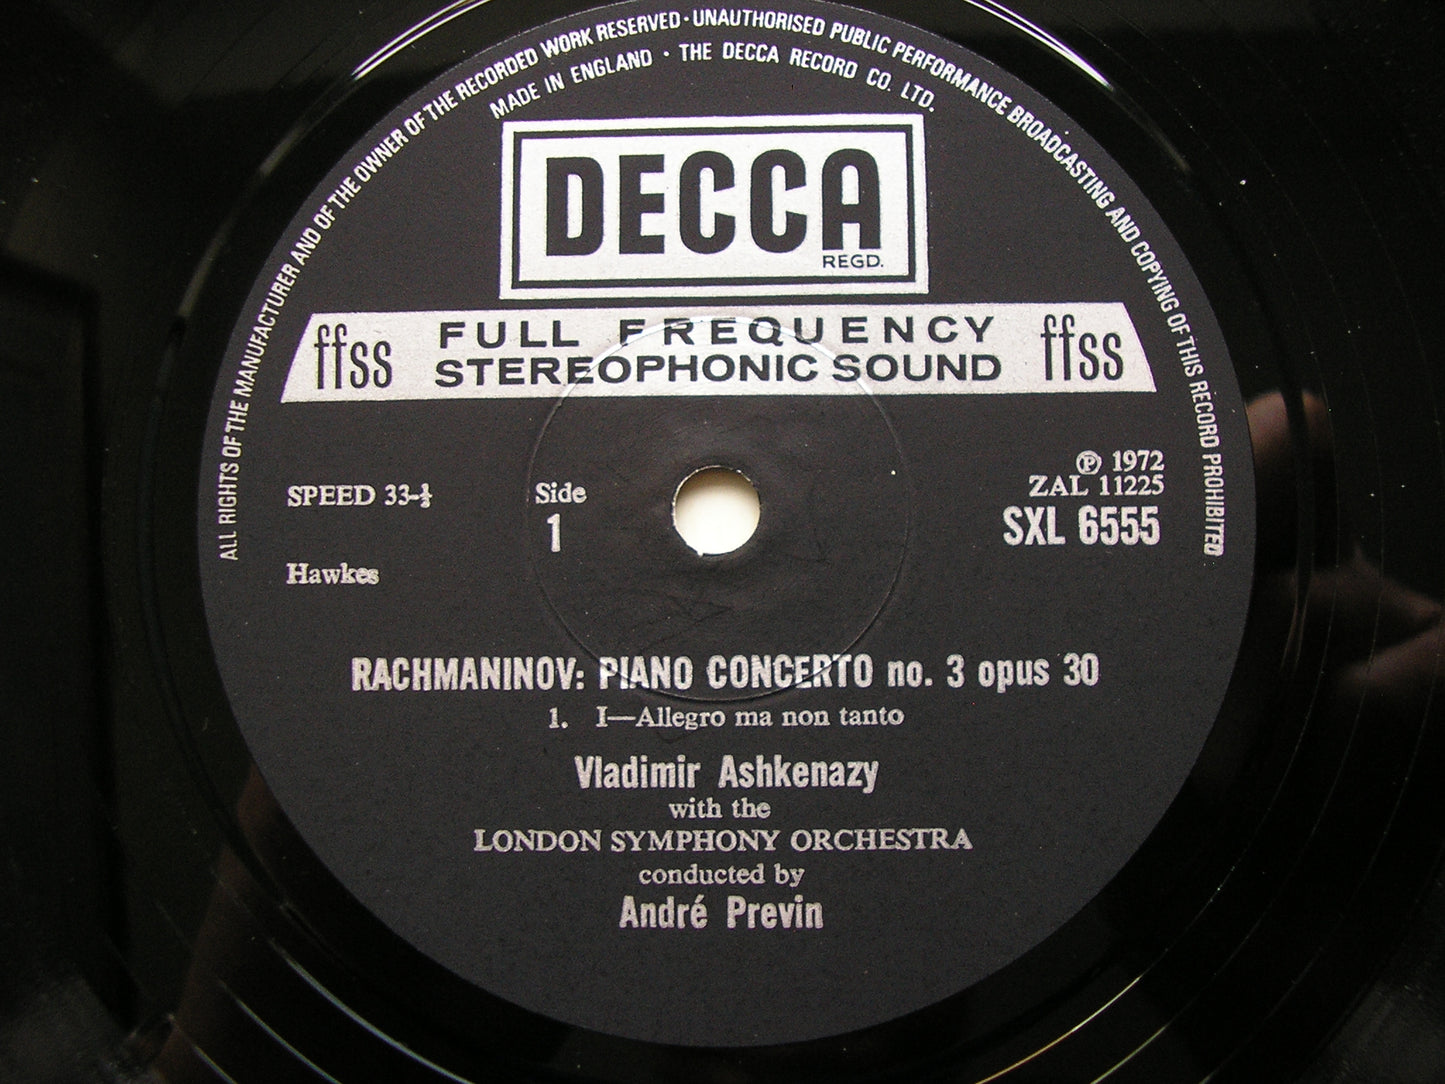 ALL RIGHTS OF THE MANUFACTURER AND OF THE OWNER OF THE RECORDED WORK RESERVED · UNAUTHORISED PUBLIC PERFORMANCE BROADCASTING AND COPYING OF THIS RECORD PROHIBITED
MADE IN ENGLAND · THE DECCA RECORD CO. LTD.
DECCA
REGD.
ffss FULL FREQUENCY ffss
STEREOPHONIC SOUND
℗ 1972
ZAL 11225
SPEED 33-⅓ Side SXL 6555
1
Hawkes
RACHMANINOV: PIANO CONCERTO no. 3 opus 30
1. I—Allegro ma non tanto
Vladimir Ashkenazy
with the
LONDON SYMPHONY ORCHESTRA
conducted by
André Previn